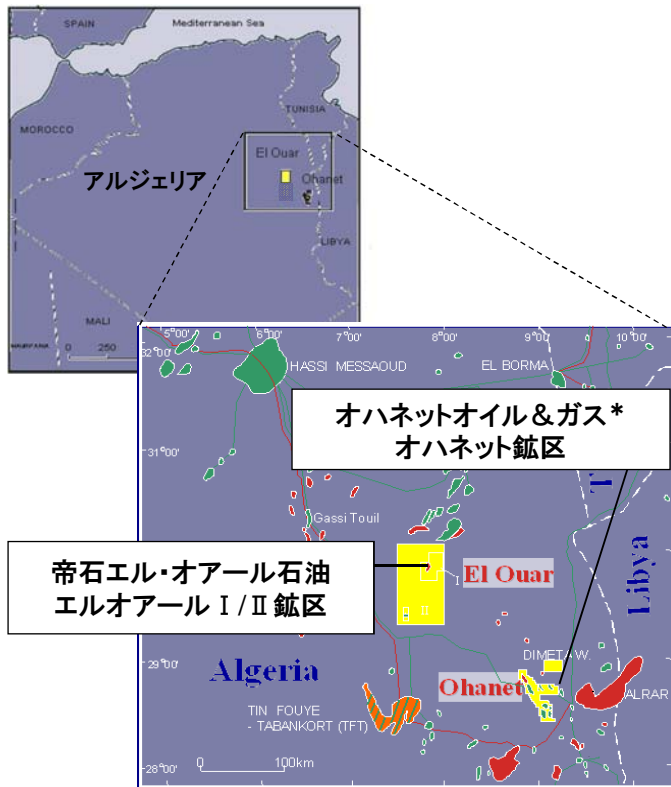 SPAIN
Mediterranean Sea
TUNISIA
MOROCCO
El Ouar
アルジェリア
Ohanet
LIBYA
MALI
0 250
5°00'
6°00'
7°00'
8°00'
9°00'
10°0
32°00'
HASSI MESSAOUD
EL BORMA
オハネットオイル＆ガス*
オハネット鉱区
31°00'
Gassi Touil
帝石エル・オアール石油
エルオアール Ⅰ/Ⅱ鉱区
I
II
El Ouar
Libya
29°00'
Algeria
DIMETA W.
Ohanet
ALRAR
TIN FOUYE
- TABANKORT (TFT)
0 100km
28°00'